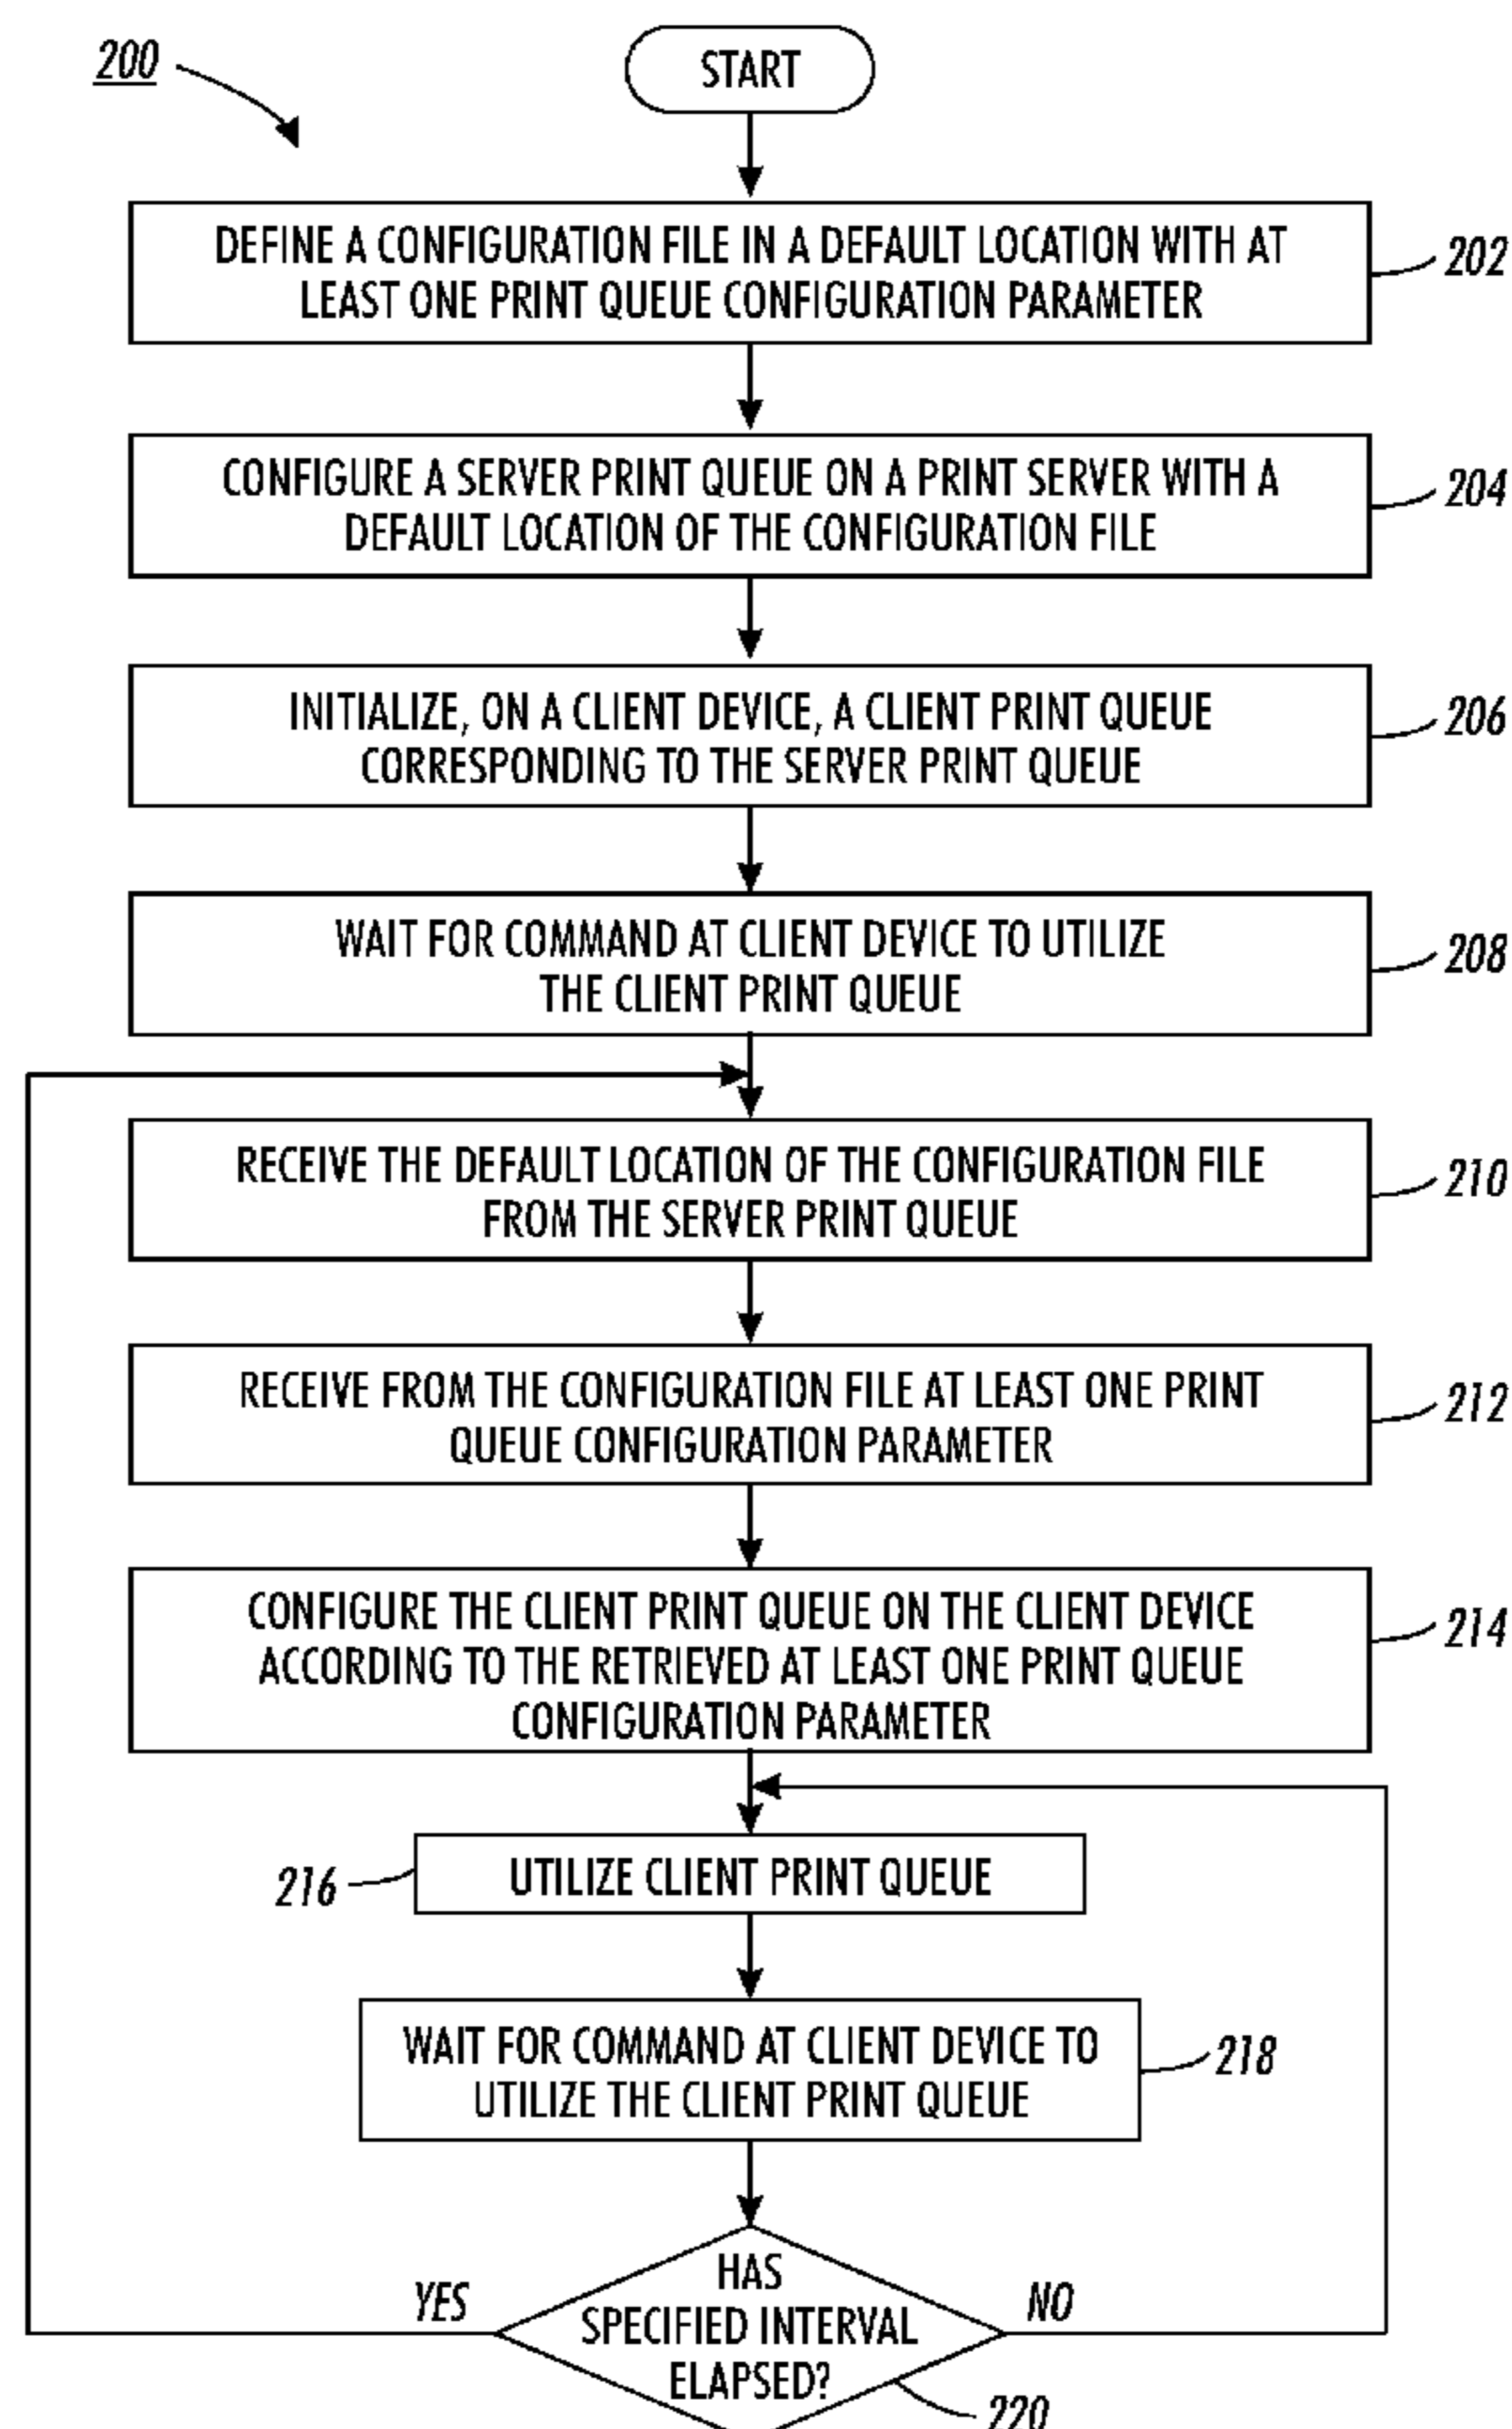 200
START
DEFINE A CONFIGURATION FILE IN A DEFAULT LOCATION WITH AT
LEAST ONE PRINT QUEUE CONFIGURATION PARAMETER
202
CONFIGURE A SERVER PRINT QUEUE ON A PRINT SERVER WITH A
DEFAULT LOCATION OF THE CONFIGURATION FILE
204
INITIALIZE, ON A CLIENT DEVICE, A CLIENT PRINT QUEUE
CORRESPONDING TO THE SERVER PRINT QUEUE
206
WAIT FOR COMMAND AT CLIENT DEVICE TO UTILIZE
THE CLIENT PRINT QUEUE
208
RECEIVE THE DEFAULT LOCATION OF THE CONFIGURATION FILE
FROM THE SERVER PRINT QUEUE
210
RECEIVE FROM THE CONFIGURATION FILE AT LEAST ONE PRINT
QUEUE CONFIGURATION PARAMETER
212
CONFIGURE THE CLIENT PRINT QUEUE ON THE CLIENT DEVICE
ACCORDING TO THE RETRIEVED AT LEAST ONE PRINT QUEUE
CONFIGURATION PARAMETER
214
216
UTILIZE CLIENT PRINT QUEUE
WAIT FOR COMMAND AT CLIENT DEVICE TO
UTILIZE THE CLIENT PRINT QUEUE
218
YES
HAS
SPECIFIED INTERVAL
ELAPSED?
NO
220